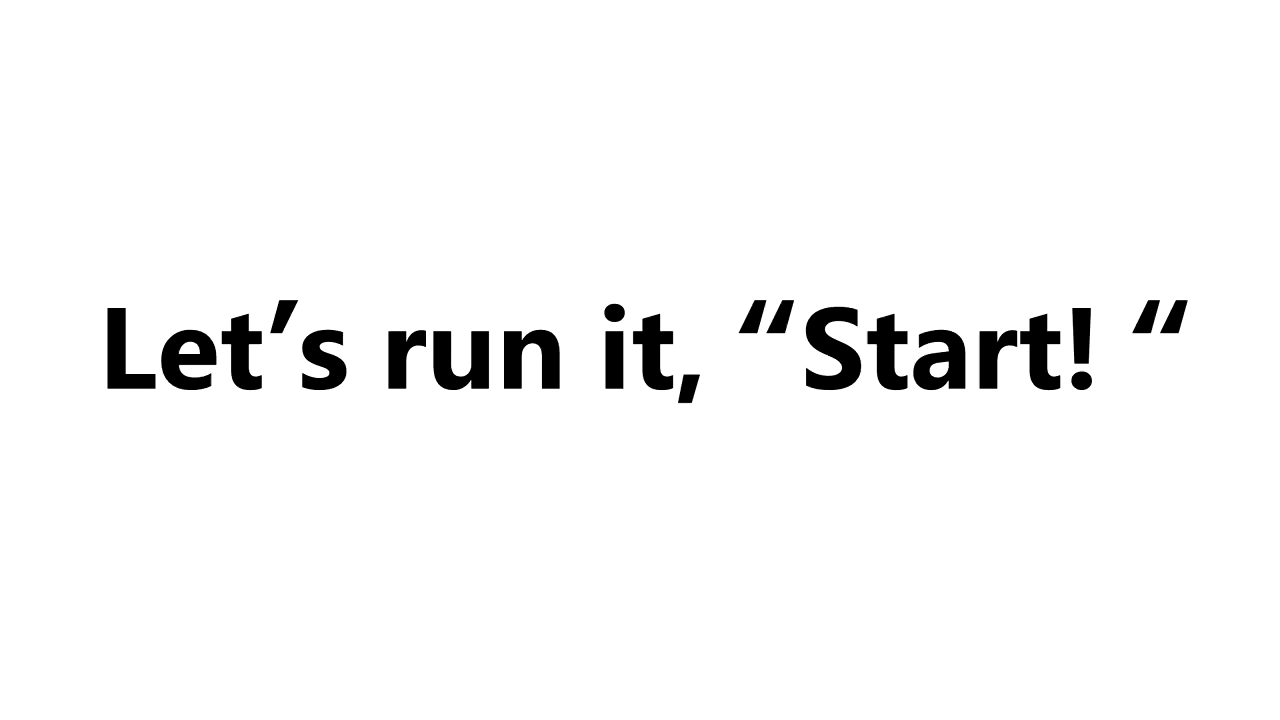 Let’s run it, “Start! “